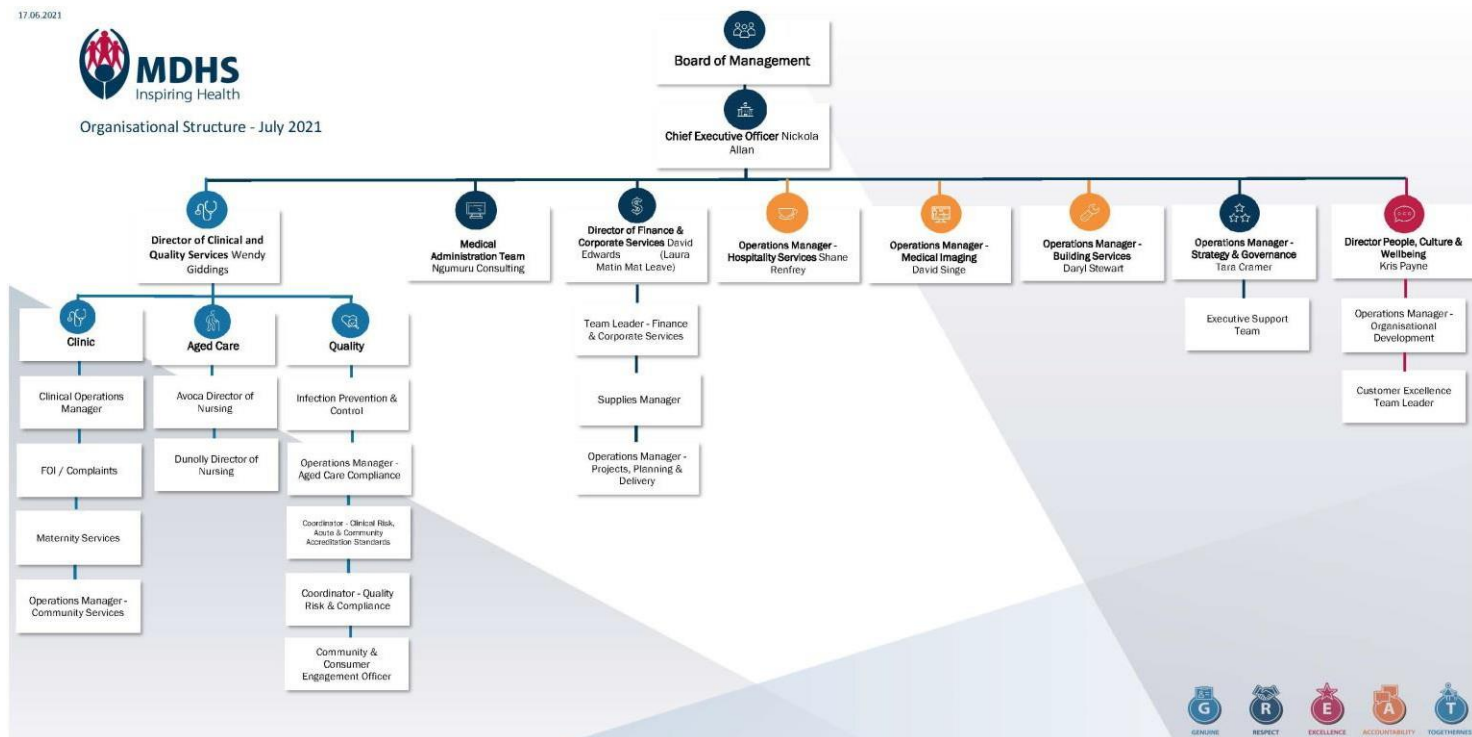 17.06.2021
MDHS
Inspiring Health
Organisational Structure - July 2021
Board of Management
Chief Executive Officer Nickola
Allan
Director of Clinical and
Quality Services Wendy
Giddings
Medical
Administration Team
Ngumuru Consulting
Director of Finance &
Corporate Services David
Edwards (Laura
Matin Mat Leave)
Operations Manager -
Hospitality Services Shane
Renfrey
Operations Manager -
Medical Imaging
David Singe
Operations Manager -
Building Services
Daryl Stewart
Operations Manager -
Strategy & Governance
Tara Cramer
Director People, Culture &
Wellbeing
Kris Payne
Clinic
Clinical Operations
Manager
FOI / Complaints
Maternity Services
Operations Manager -
Community Services
Aged Care
Avoca Director of
Nursing
Dunolly Director of
Nursing
Quality
Infection Prevention &
Control
Operations Manager -
Aged Care Compliance
Coordinator - Clinical Risk,
Acute & Community
Accreditation Standards
Coordinator - Quality
Risk & Compliance
Community &
Consumer
Engagement Officer
Team Leader - Finance
& Corporate Services
Supplies Manager
Operations Manager -
Projects, Planning &
Delivery
Executive Support
Team
Operations Manager -
Organisational
Development
Customer Excellence
Team Leader
G R E A T
GENUINE RESPECT EXCELLENCE ACCOUNTABILITY TOGETHERNES